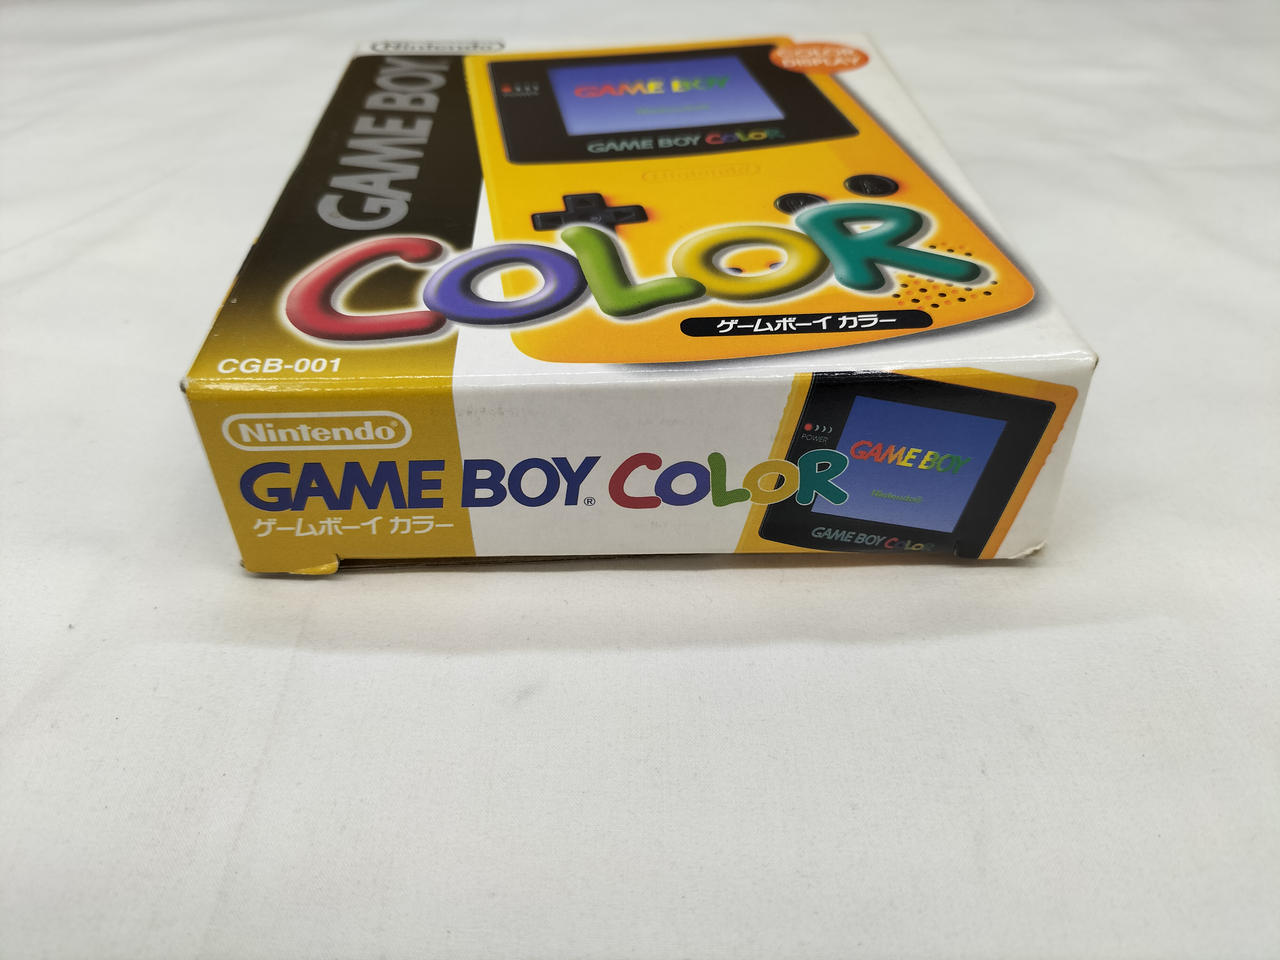 Nintendo
GAME BOY
COLOR
DISPLAY
POWER
GAME BOY
GAME BOY COLOR
Nintendo
COLOR
ゲームボーイ カラー
CGB-001
Nintendo®
GAME BOY® COLOR
ゲームボーイ カラー
POWER
GAME BOY
Nintendo®
GAME BOY COLOR